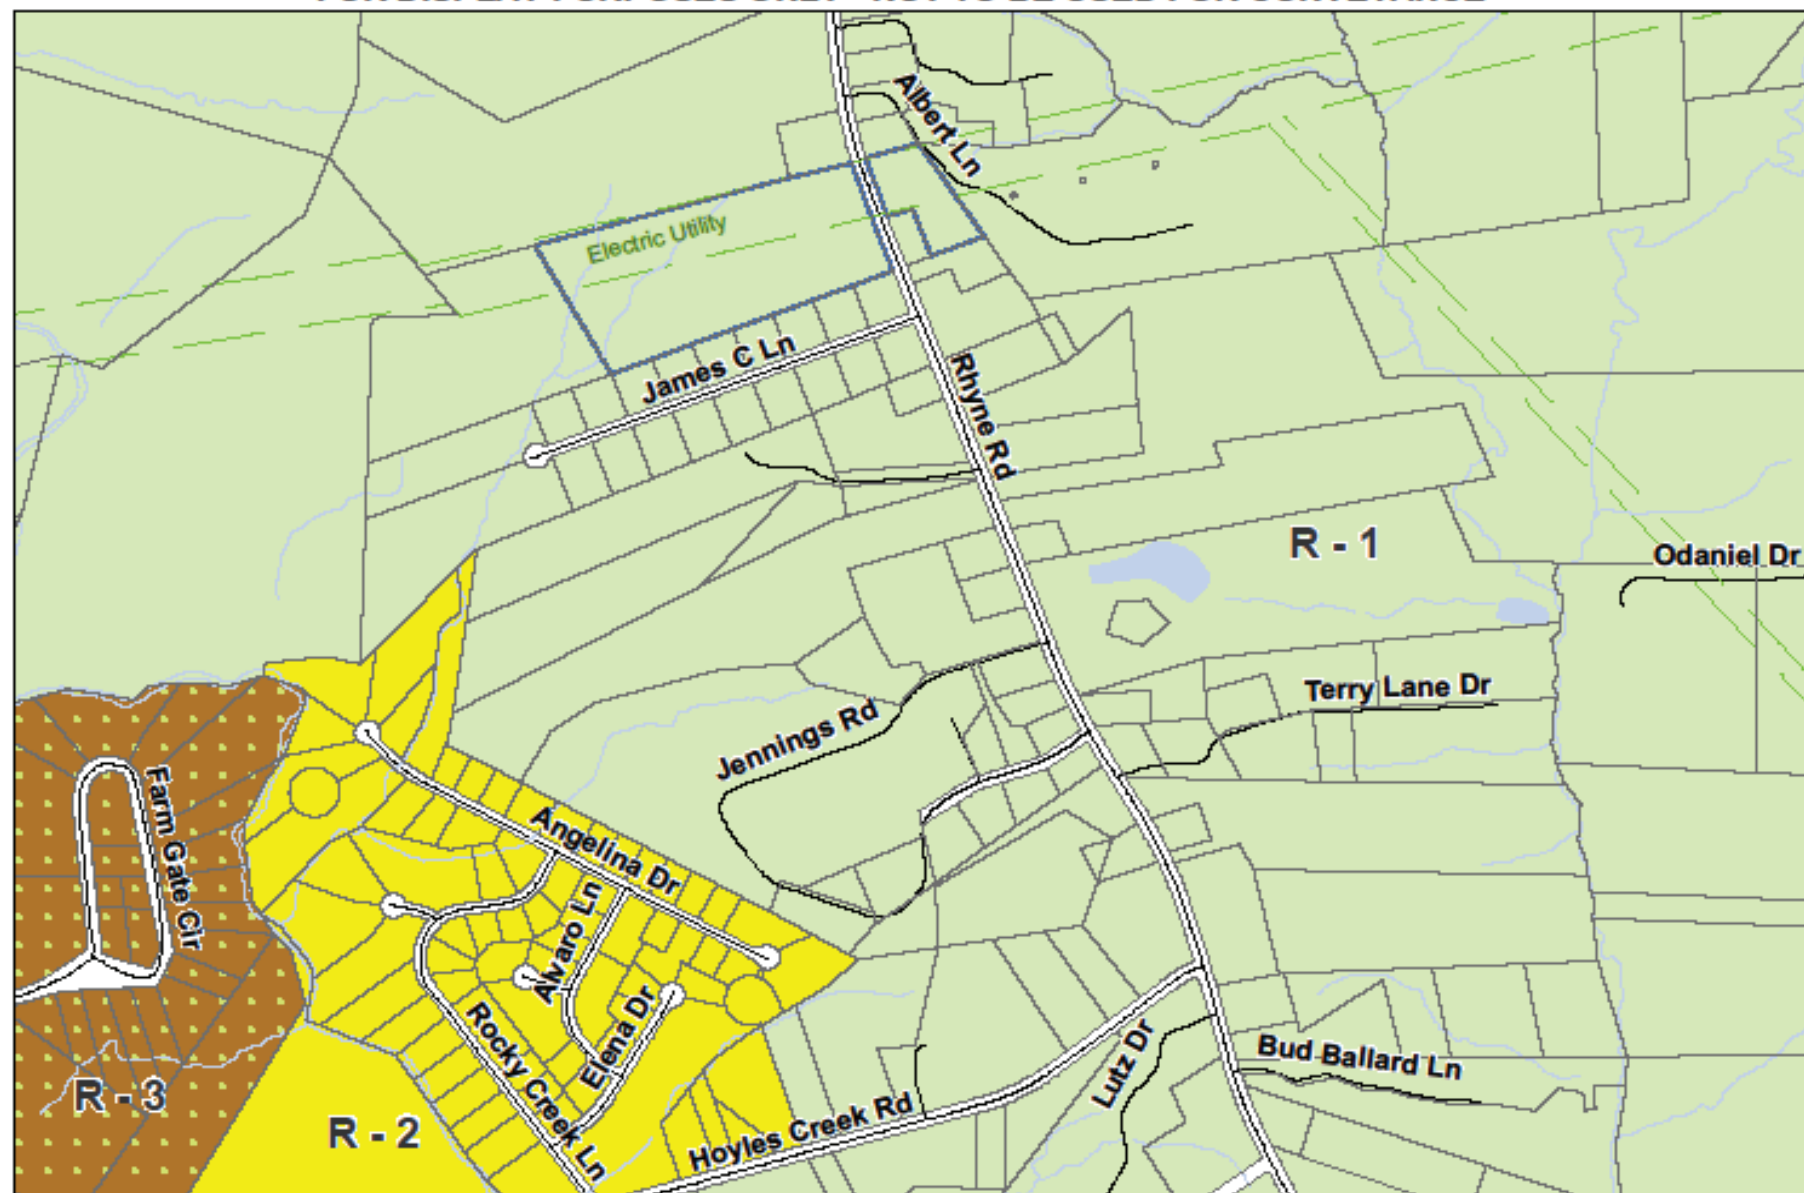 Albert Ln
Electric Utility
James C Ln
Rhyne Rd
R - 1
Odaniel Dr
Terry Lane Dr
Jennings Rd
Farm Gate Cir
Angelina Dr
Alvaro Ln
Elena Dr
Rocky Creek Ln
Lutz Dr
Bud Ballard Ln
R - 3
R - 2
Hoyles Creek Rd